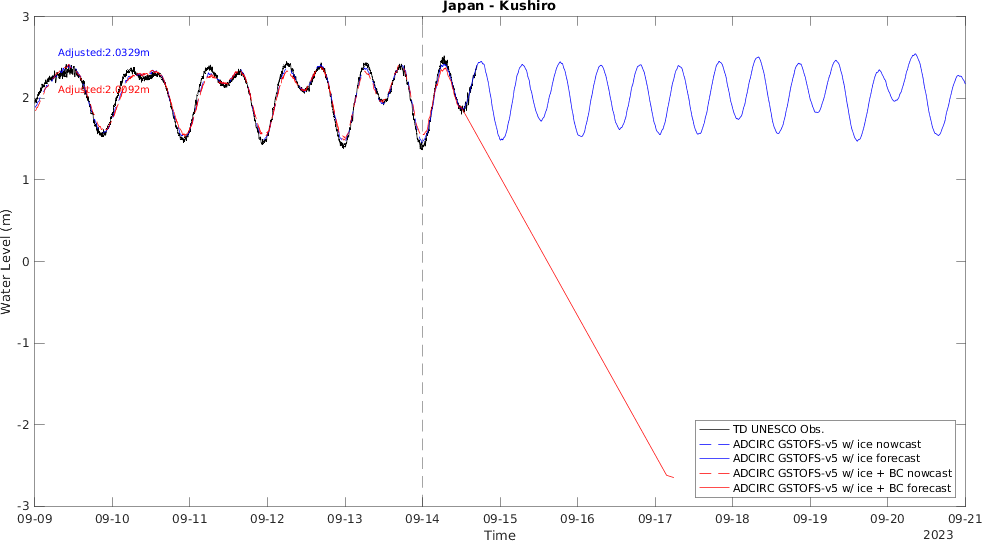 Japan - Kushiro
3
Adjusted:2.0329m
Adjusted:2.0092m
2
1
0
-1
-2
-3
Water Level (m)
TD UNESCO Obs.
ADCIRC GSTOFS-v5 w/ ice nowcast
ADCIRC GSTOFS-v5 w/ ice forecast
ADCIRC GSTOFS-v5 w/ ice + BC nowcast
ADCIRC GSTOFS-v5 w/ ice + BC forecast
09-09 09-10 09-11 09-12 09-13 09-14 09-15 09-16 09-17 09-18 09-19 09-20 09-21
Time
2023